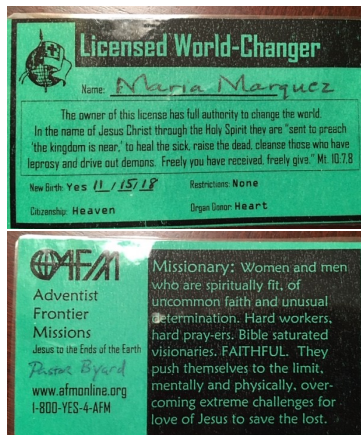 Licensed World-Changer
Name: Maria Marquez
The owner of this license has full authority to change the world.
In the name of Jesus Christ through the Holy Spirit they are "sent to preach
'the kingdom is near,' to heal the sick, raise the dead, cleanse those who have
leprosy and drive out demons. Freely you have received, freely give." Mt. 10:7,8
New Birth: Yes 11/15/18 Restrictions: None
Citizenship: Heaven Organ Donor: Heart
AFM
Adventist
Frontier
Missions
Jesus to the Ends of the Earth
Pastor Byard
www.afmonline.org
1-800-YES-4-AFM
Missionary: Women and men
who are spiritually fit, of
uncommon faith and unusual
determination. Hard workers,
hard pray-ers. Bible saturated
visionaries. FAITHFUL. They
push themselves to the limit,
mentally and physically, over-
coming extreme challenges for
love of Jesus to save the lost.